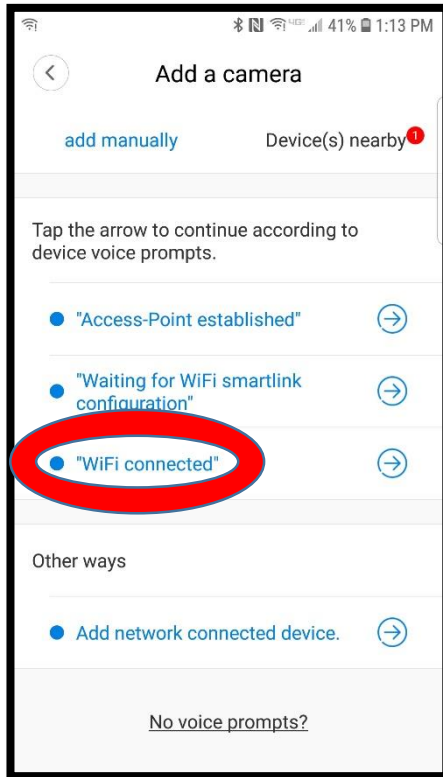 41% 1:13 PM
Add a camera
add manually Device(s) nearby 1
Tap the arrow to continue according to
device voice prompts.
"Access-Point established"
"Waiting for WiFi smartlink
configuration"
"WiFi connected"
Other ways
Add network connected device.
No voice prompts?